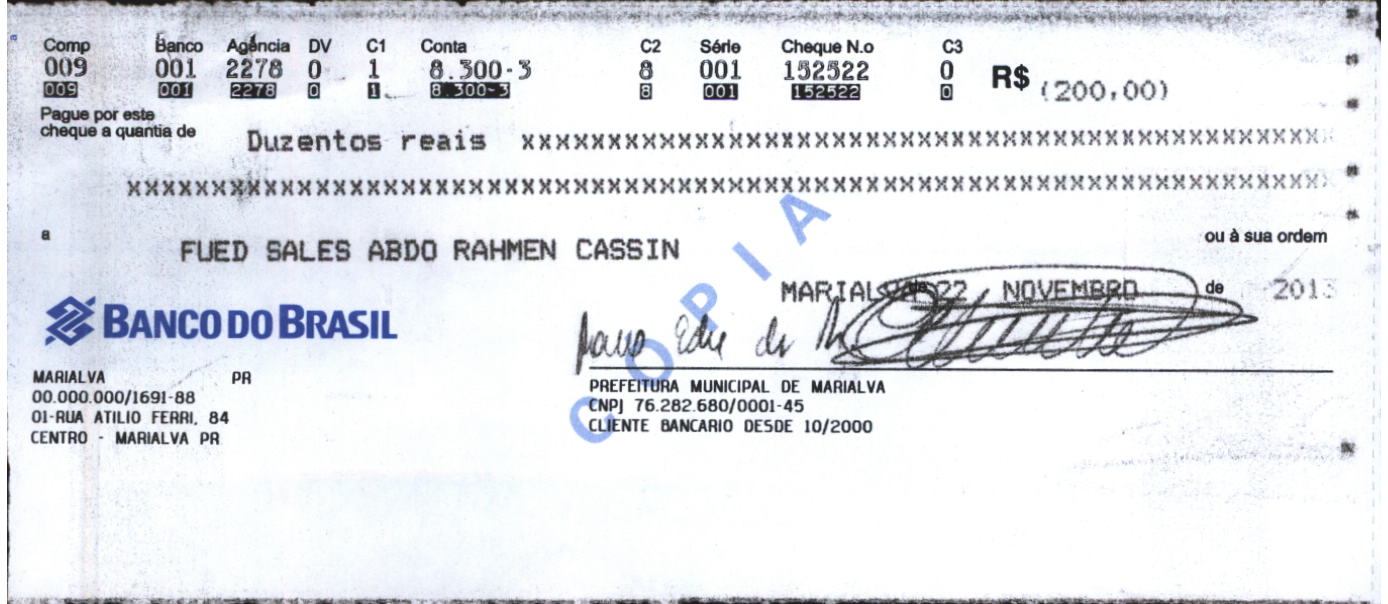 Comp Banco Agência DV C1 Conta C2 Série Cheque N.o C3
009 001 2278 0 1 8.300-3 8 001 152522 0 R$ (200,00)
009 001 2278 0 1 8.300-3 8 001 152522 0
Pague por este
cheque a quantia de Duzentos reais xxxxxxxxxxxxxxxxxxxxxxxxxxxxxxxxxxxxxxxxxxxxxxxxxxxxxxxxx
xxxxxxxxxxxxxxxxxxxxxxxxxxxxxxxxxxxxxxxxxxxxxxxxxxxxxxxxxxxxxxxxxxxxxxxxxxxxxxxxxxxx
a FUED SALES ABDO RAHMEN CASSIN ou à sua ordem
22 NOVEMBRO de 2013
BANCO DO BRASIL
COPIA
MARIALVA PR
00.000.000/1691-88
01-RUA ATILIO FERRI, 84
CENTRO - MARIALVA PR
PREFEITURA MUNICIPAL DE MARIALVA
CNPJ 76.282.680/0001-45
CLIENTE BANCARIO DESDE 10/2000